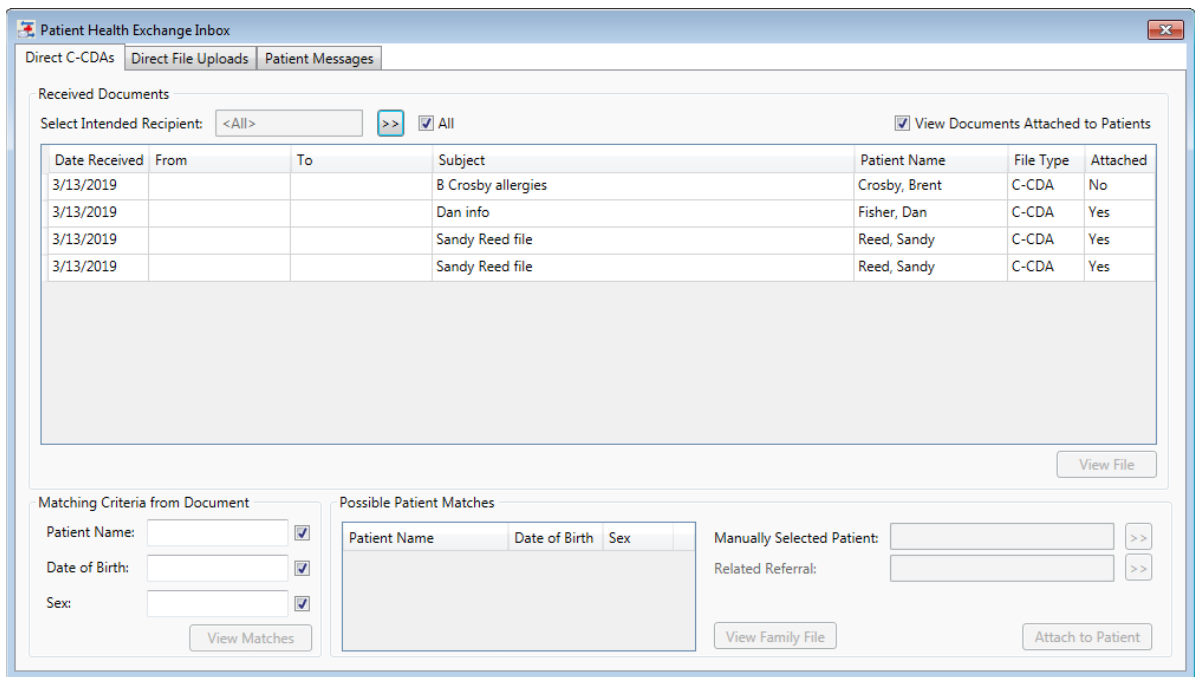 Patient Health Exchange Inbox
Direct C-CDAs Direct File Uploads Patient Messages
Received Documents
Select Intended Recipient: <All> >> All View Documents Attached to Patients
Date Received From To Subject Patient Name File Type Attached
3/13/2019 B Crosby allergies Crosby, Brent C-CDA No
3/13/2019 Dan info Fisher, Dan C-CDA Yes
3/13/2019 Sandy Reed file Reed, Sandy C-CDA Yes
3/13/2019 Sandy Reed file Reed, Sandy C-CDA Yes
View File
Matching Criteria from Document
Patient Name:
Date of Birth:
Sex:
View Matches
Possible Patient Matches
Patient Name Date of Birth Sex
Manually Selected Patient: >>
Related Referral: >>
View Family File Attach to Patient